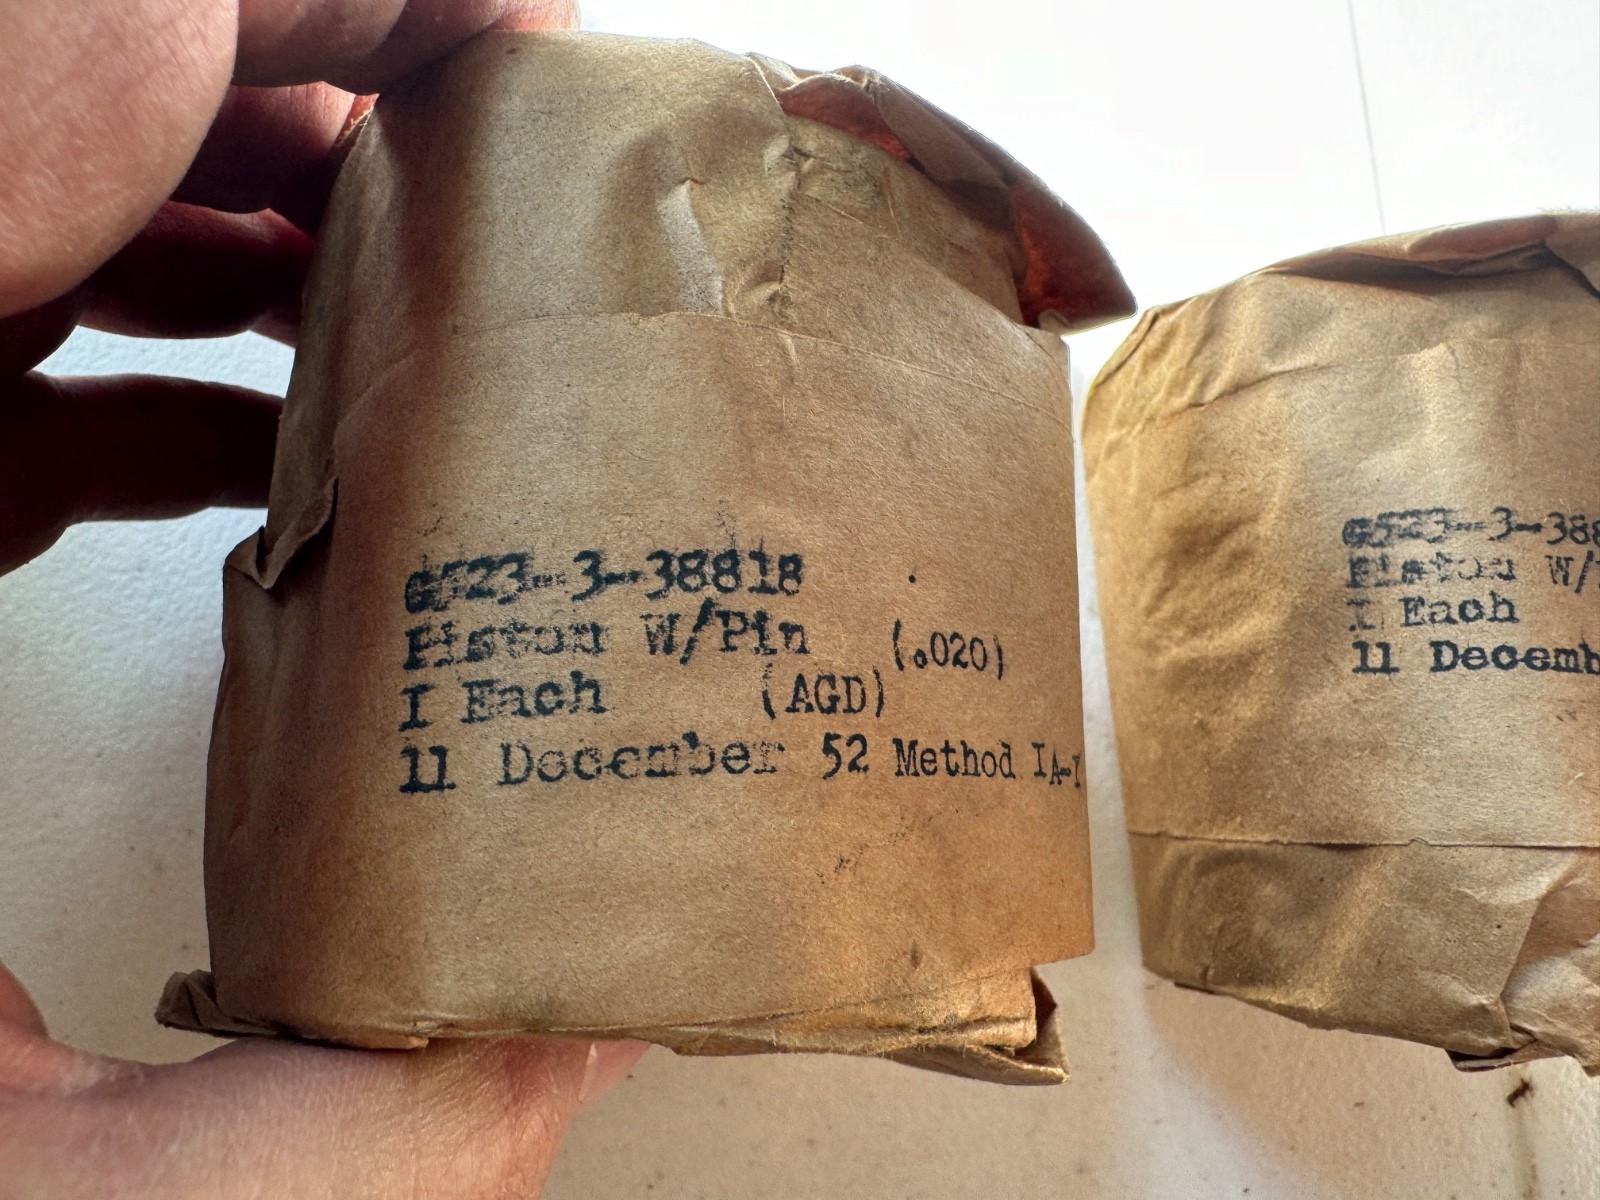 G523-3-38818
Piston W/Pin (.020)
I Each (AGD)
11 December 52 Method IA-
G523-3-388
Piston W/
I Each
11 Decemb